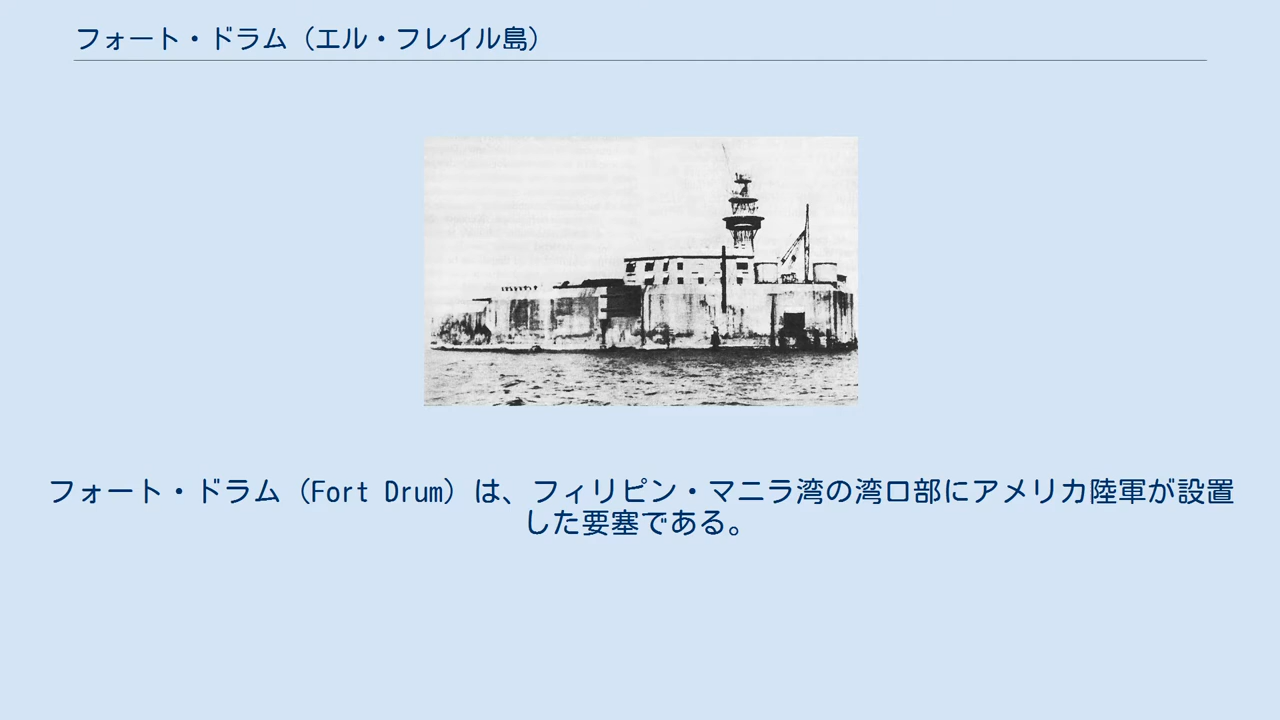 フォート・ドラム（エル・フレイル島）
フォート・ドラム（Fort Drum）は、フィリピン・マニラ湾の湾口部にアメリカ陸軍が設置
した要塞である。